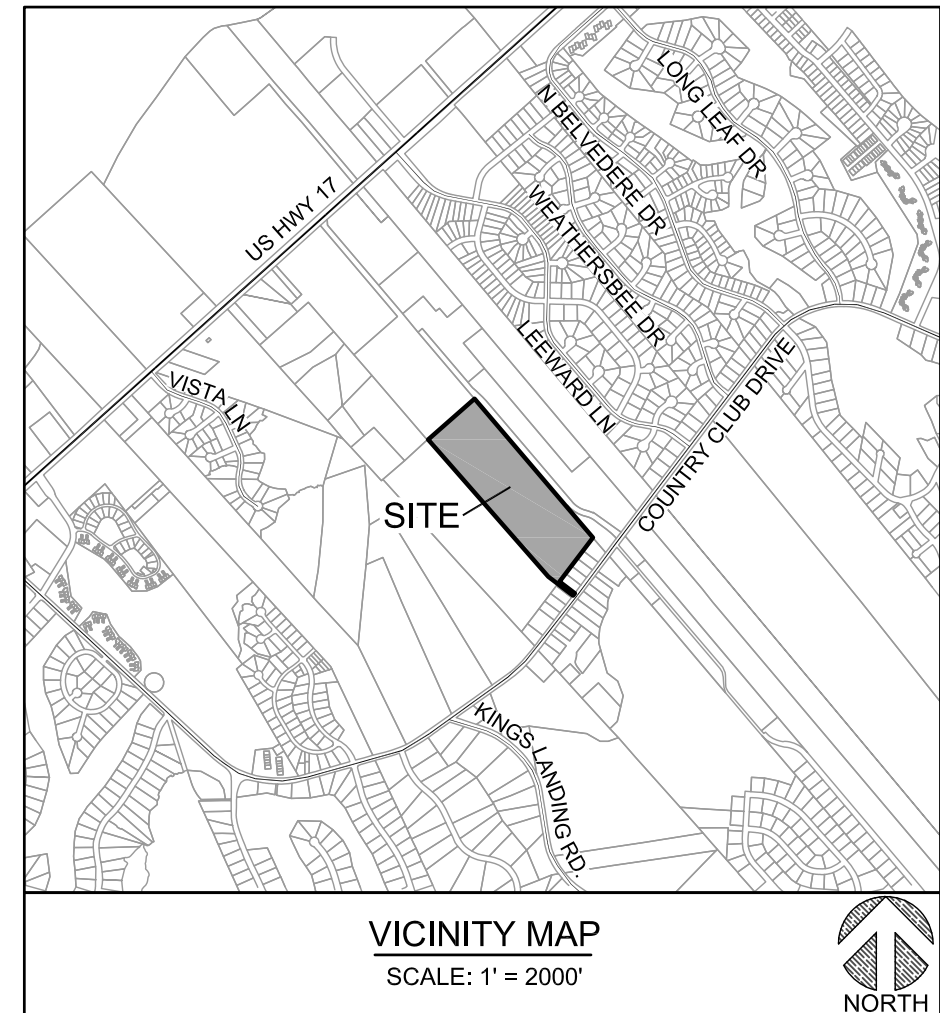 LONG LEAF DR
N BELVEDERE DR
US HWY 17
WEATHERSBEE DR
LEEWARD LN
COUNTRY CLUB DRIVE
VISTA LN
SITE
KINGS LANDING RD.
VICINITY MAP
SCALE: 1' = 2000'
NORTH